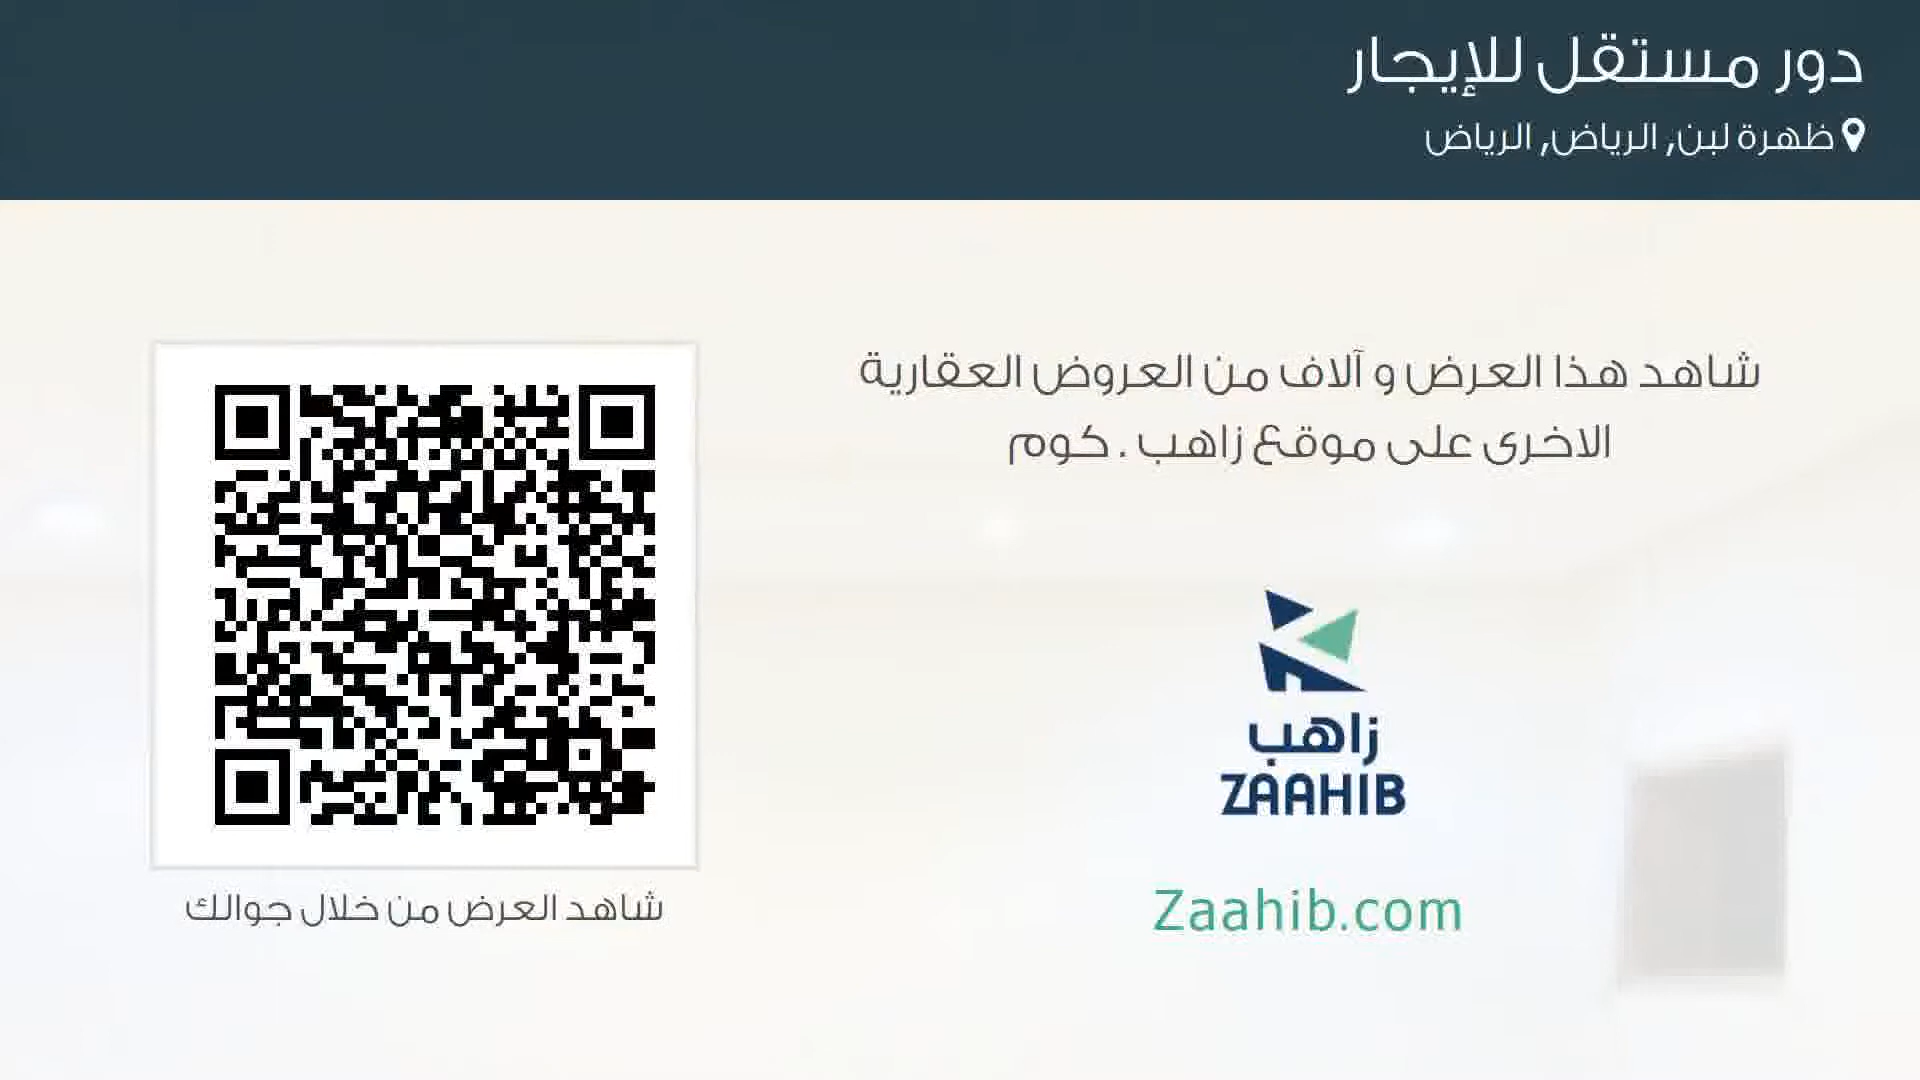 دور مستقل للإيجار
ظهرة لبن, الرياض, الرياض
شاهد هذا العرض و آلاف من العروض العقارية
الاخرى على موقع زاهب . كوم
زاهب
ZAAHIB
Zaahib.com
شاهد العرض من خلال جوالك